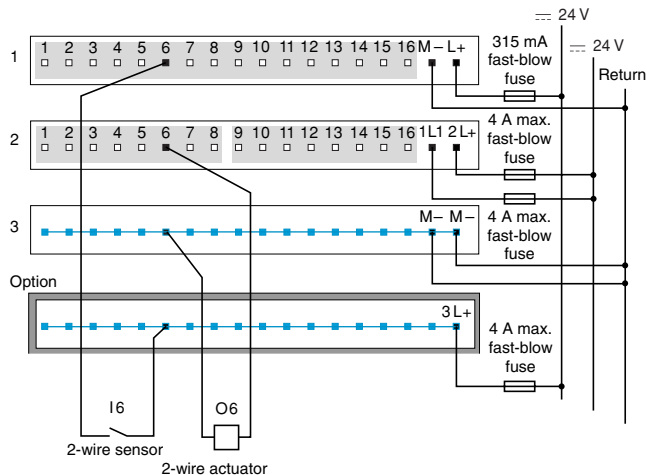 24 V
24 V
1
1 2 3 4 5 6 7 8 9 10 11 12 13 14 15 16 M– L+
315 mA
fast-blow
fuse
Return
2
1 2 3 4 5 6 7 8 9 10 11 12 13 14 15 16 1L1 2L+
4 A max.
fast-blow
fuse
3
M– M–
4 A max.
fast-blow
fuse
Option
3 L+
4 A max.
fast-blow
fuse
I6
O6
2-wire sensor
2-wire actuator